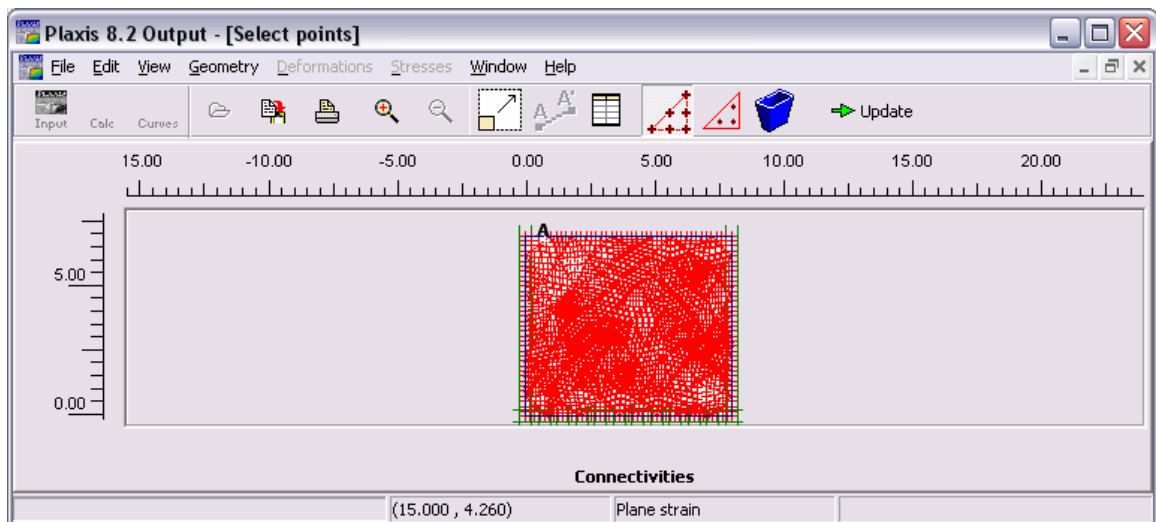 Plaxis 8.2 Output - [Select points]
File Edit View Geometry Deformations Stresses Window Help
Input Calc Curves A A' Update
15.00 -10.00 -5.00 0.00 5.00 10.00 15.00 20.00
A
5.00
0.00
Connectivities
(15.000 , 4.260) Plane strain